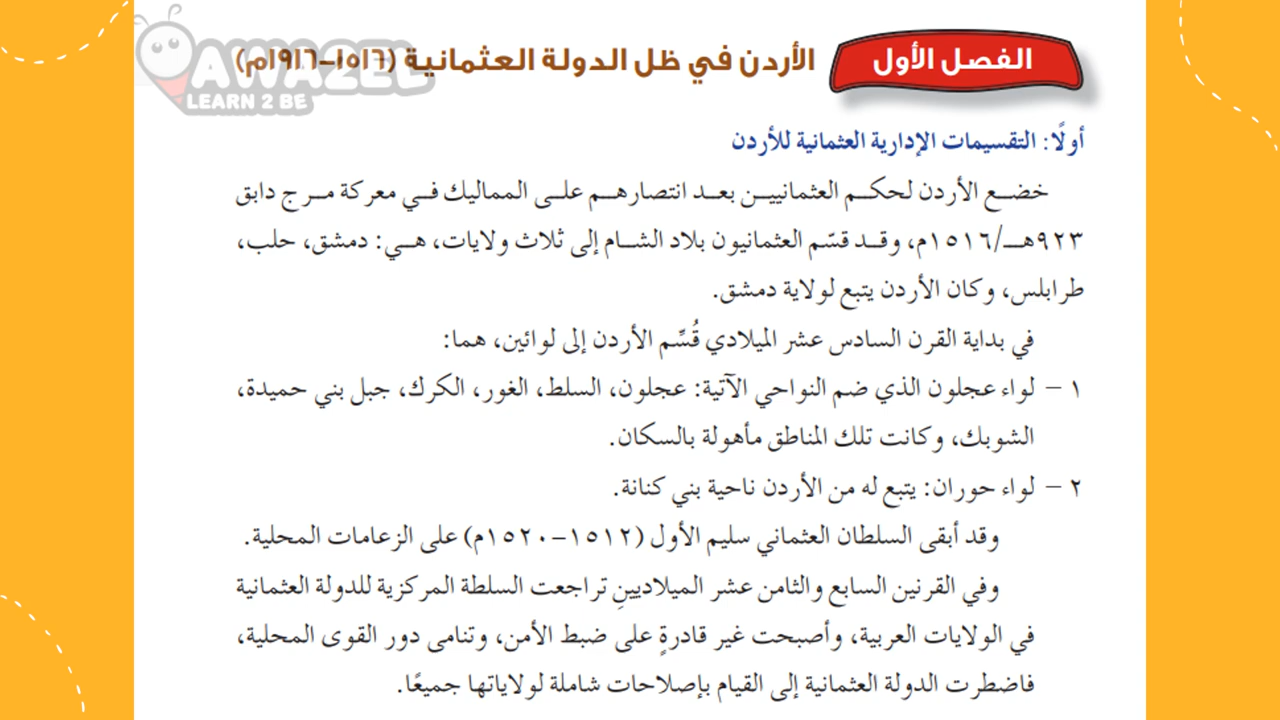 AWAZEL
LEARN 2 BE
الفصل الأول
الأردن في ظل الدولة العثمانية (١٥١٦-١٩١٦م)
أولًا: التقسيمات الإدارية العثمانية للأردن
خضع الأردن لحكم العثمانيين بعد انتصارهم على المماليك في معركة مرج دابق
٩٢٣هـ/١٥١٦م، وقد قسّم العثمانيون بلاد الشام إلى ثلاث ولايات، هي: دمشق، حلب،
طرابلس، وكان الأردن يتبع لولاية دمشق.
في بداية القرن السادس عشر الميلادي قُسِّم الأردن إلى لوائين، هما:
١ - لواء عجلون الذي ضم النواحي الآتية: عجلون، السلط، الغور، الكرك، جبل بني حميدة،
الشوبك، وكانت تلك المناطق مأهولة بالسكان.
٢ - لواء حوران: يتبع له من الأردن ناحية بني كنانة.
وقد أبقى السلطان العثماني سليم الأول (١٥١٢-١٥٢٠م) على الزعامات المحلية.
وفي القرنين السابع والثامن عشر الميلاديينِ تراجعت السلطة المركزية للدولة العثمانية
في الولايات العربية، وأصبحت غير قادرةٍ على ضبط الأمن، وتنامى دور القوى المحلية،
فاضطرت الدولة العثمانية إلى القيام بإصلاحات شاملة لولاياتها جميعًا.